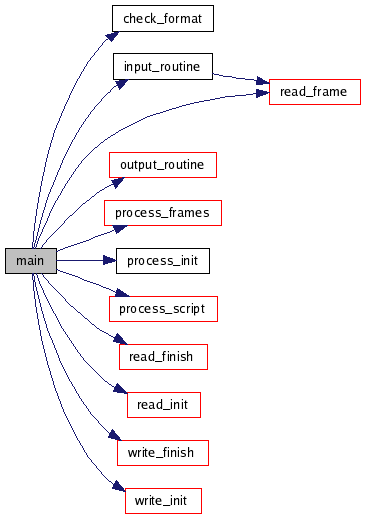 check_format
input_routine
read_frame
output_routine
process_frames
main
process_init
process_script
read_finish
read_init
write_finish
write_init